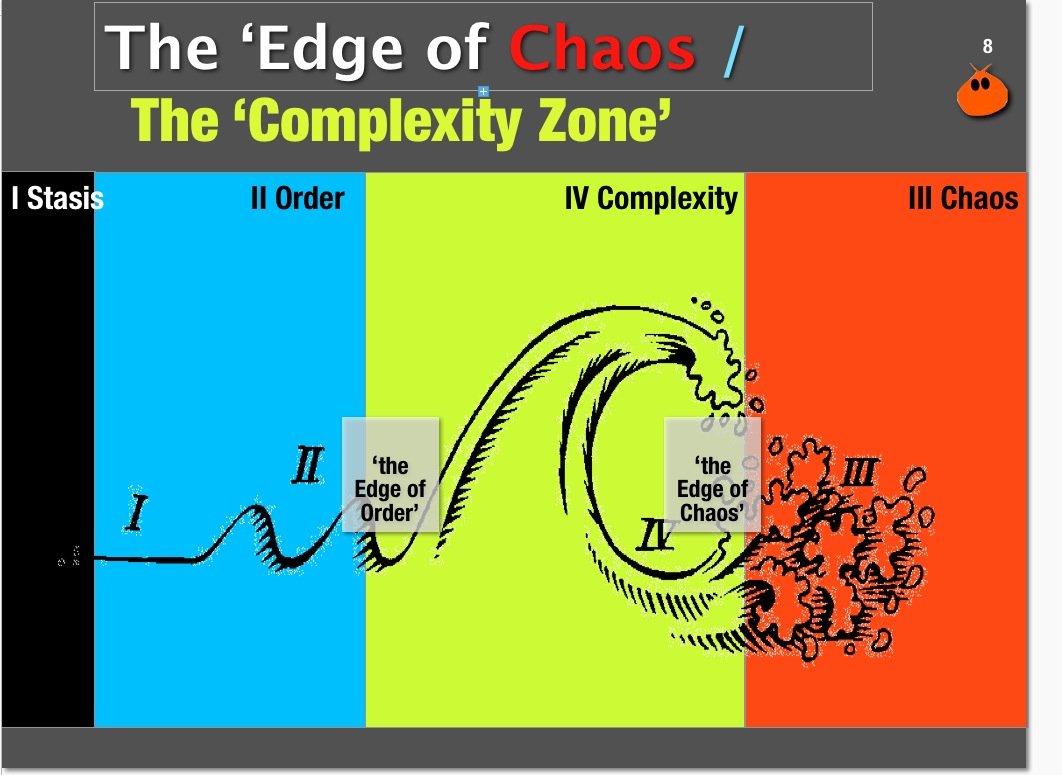 The ‘Edge of Chaos /
8
The ‘Complexity Zone’
I Stasis
II Order
IV Complexity
III Chaos
I
II
‘the
Edge of
Order’
‘the
Edge of
Chaos’
IV
III